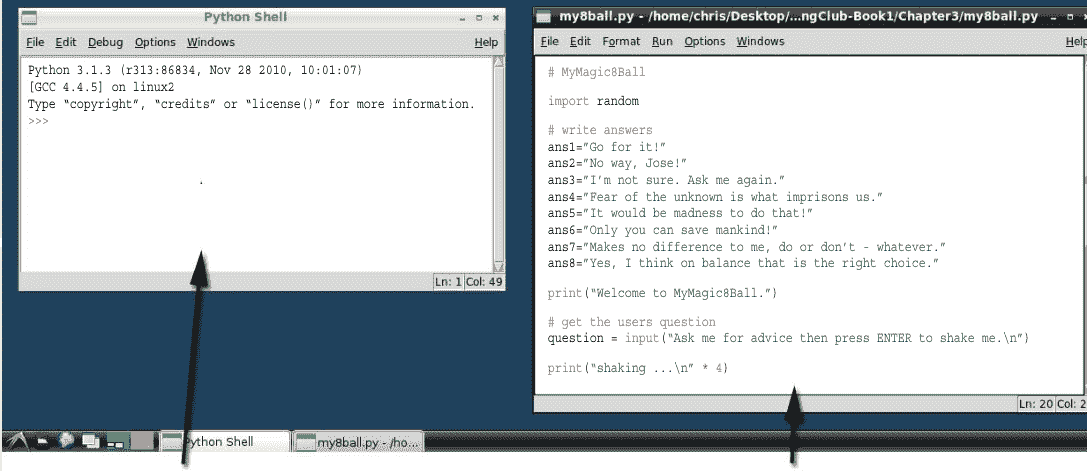 Python Shell
File Edit Debug Options Windows Help
Python 3.1.3 (r313:86834, Nov 28 2010, 10:01:07)
[GCC 4.4.5] on linux2
Type “copyright”, “credits” or “license()” for more information.
>>>
Ln: 1 Col: 49
my8ball.py - /home/chris/Desktop/...ngClub-Book1/Chapter3/my8ball.py
File Edit Format Run Options Windows Help
# MyMagic8Ball
import random
# write answers
ans1=”Go for it!”
ans2=”No way, Jose!”
ans3=”I’m not sure. Ask me again.”
ans4=”Fear of the unknown is what imprisons us.”
ans5=”It would be madness to do that!”
ans6=”Only you can save mankind!”
ans7=”Makes no difference to me, do or don’t - whatever.”
ans8=”Yes, I think on balance that is the right choice.”
print(“Welcome to MyMagic8Ball.”)
# get the users question
question = input(“Ask me for advice then press ENTER to shake me.\n”)
print(“shaking ...\n” * 4)
Ln: 20 Col: 2
Python Shell
my8ball.py - /ho...